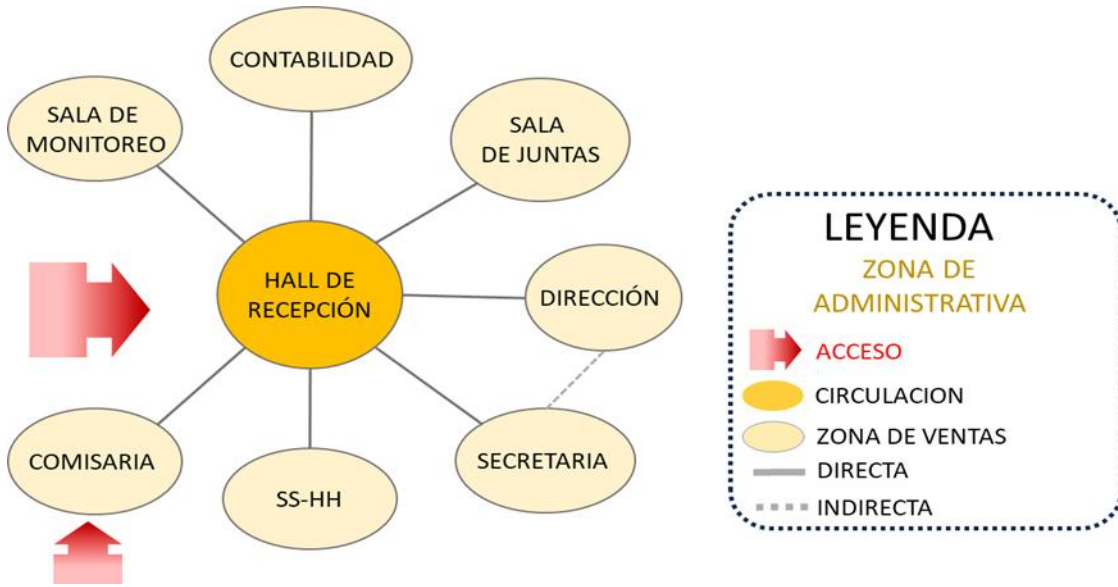 CONTABILIDAD
SALA DE
MONITOREO
SALA
DE JUNTAS
HALL DE
RECEPCIÓN
DIRECCIÓN
COMISARIA
SS-HH
SECRETARIA
LEYENDA
ZONA DE
ADMINISTRATIVA
ACCESO
CIRCULACION
ZONA DE VENTAS
DIRECTA
INDIRECTA